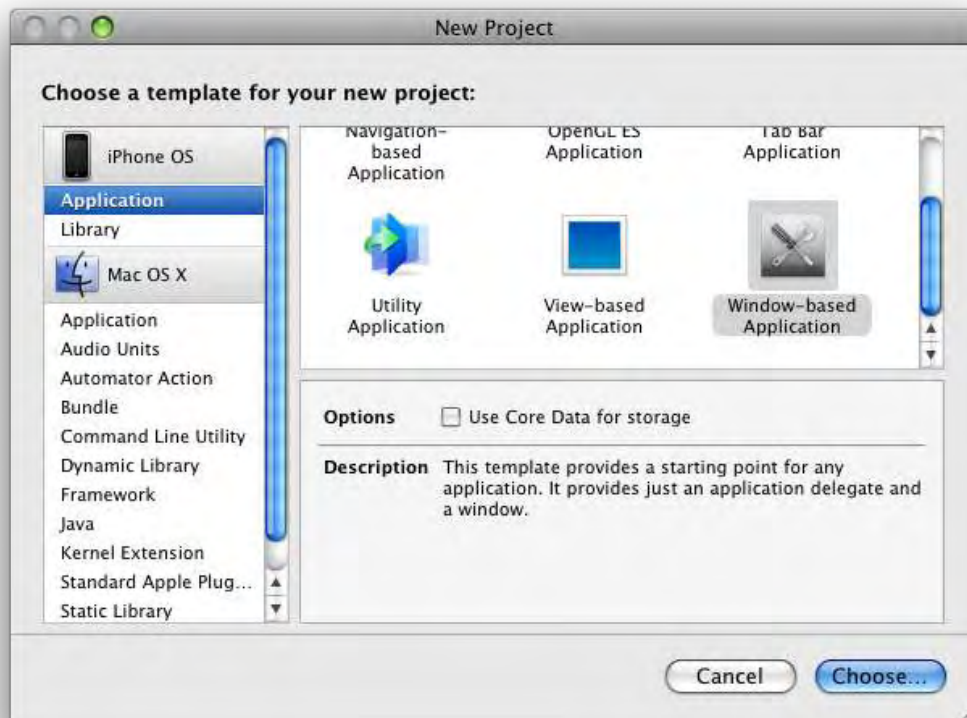 New Project
Choose a template for your new project:
iPhone OS
Application
Library
Mac OS X
Application
Audio Units
Automator Action
Bundle
Command Line Utility
Dynamic Library
Framework
Java
Kernel Extension
Standard Apple Plug...
Static Library
Navigation-
based
Application
OpenGL ES
Application
Tab Bar
Application
Utility
Application
View-based
Application
Window-based
Application
Options
Use Core Data for storage
Description
This template provides a starting point for any
application. It provides just an application delegate and
a window.
Cancel
Choose...